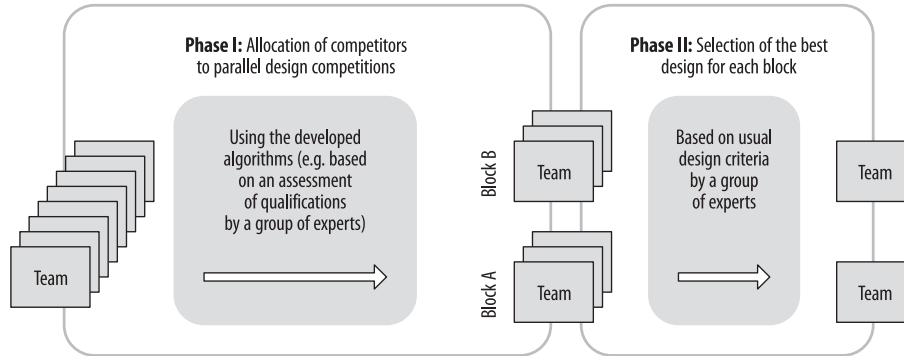 Phase I: Allocation of competitors
to parallel design competitions
Using the developed
algorithms (e.g. based
on an assessment
of qualifications
by a group of experts)
Team
Block B
Team
Block A
Team
Phase II: Selection of the best
design for each block
Based on usual
design criteria
by a group
of experts
Team
Team